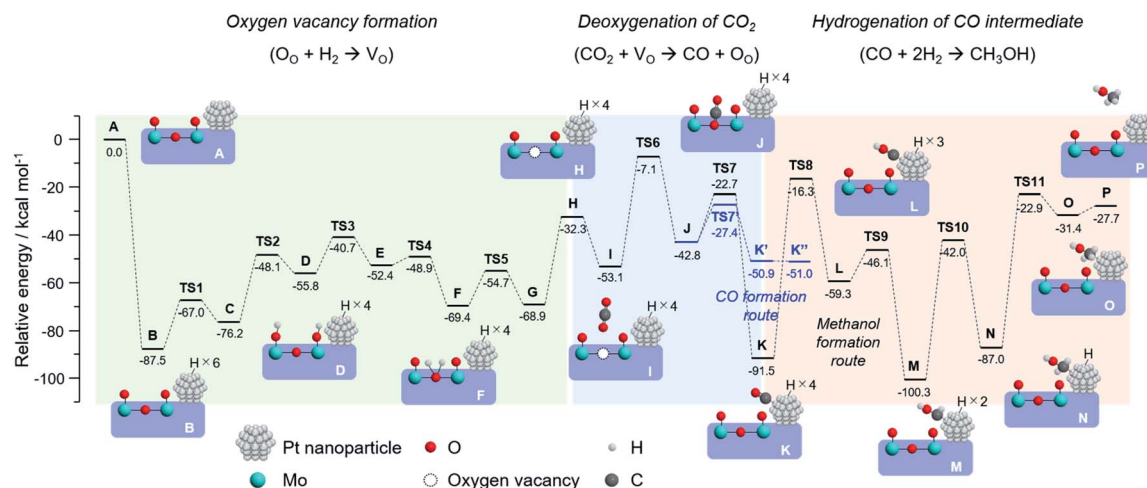 Oxygen vacancy formation
(O_O + H₂ → V_O)
Deoxygenation of CO₂
(CO₂ + V_O → CO + O_O)
Hydrogenation of CO intermediate
(CO + 2H₂ → CH₃OH)
Relative energy / kcal mol⁻¹
0
-20
-40
-60
-80
-100
A
0.0
B
-87.5
TS1
-67.0
C
-76.2
TS2
-48.1
D
-55.8
TS3
-40.7
E
-52.4
TS4
-48.9
F
-69.4
TS5
-54.7
G
-68.9
H
-32.3
I
-53.1
TS6
-7.1
J
-42.8
TS7
-22.7
TS7'
-27.4
K'
-50.9
K''
-51.0
CO formation
route
K
-91.5
TS8
-16.3
L
-59.3
TS9
-46.1
Methanol
formation
route
M
-100.3
TS10
-42.0
N
-87.0
TS11
-22.9
O
-31.4
P
-27.7
A
H × 6
B
H × 4
D
H × 4
F
H × 4
H
H × 4
I
H × 4
J
H × 4
K
H × 3
L
H × 2
M
H
N
O
P
Pt nanoparticle
O
H
Mo
Oxygen vacancy
C